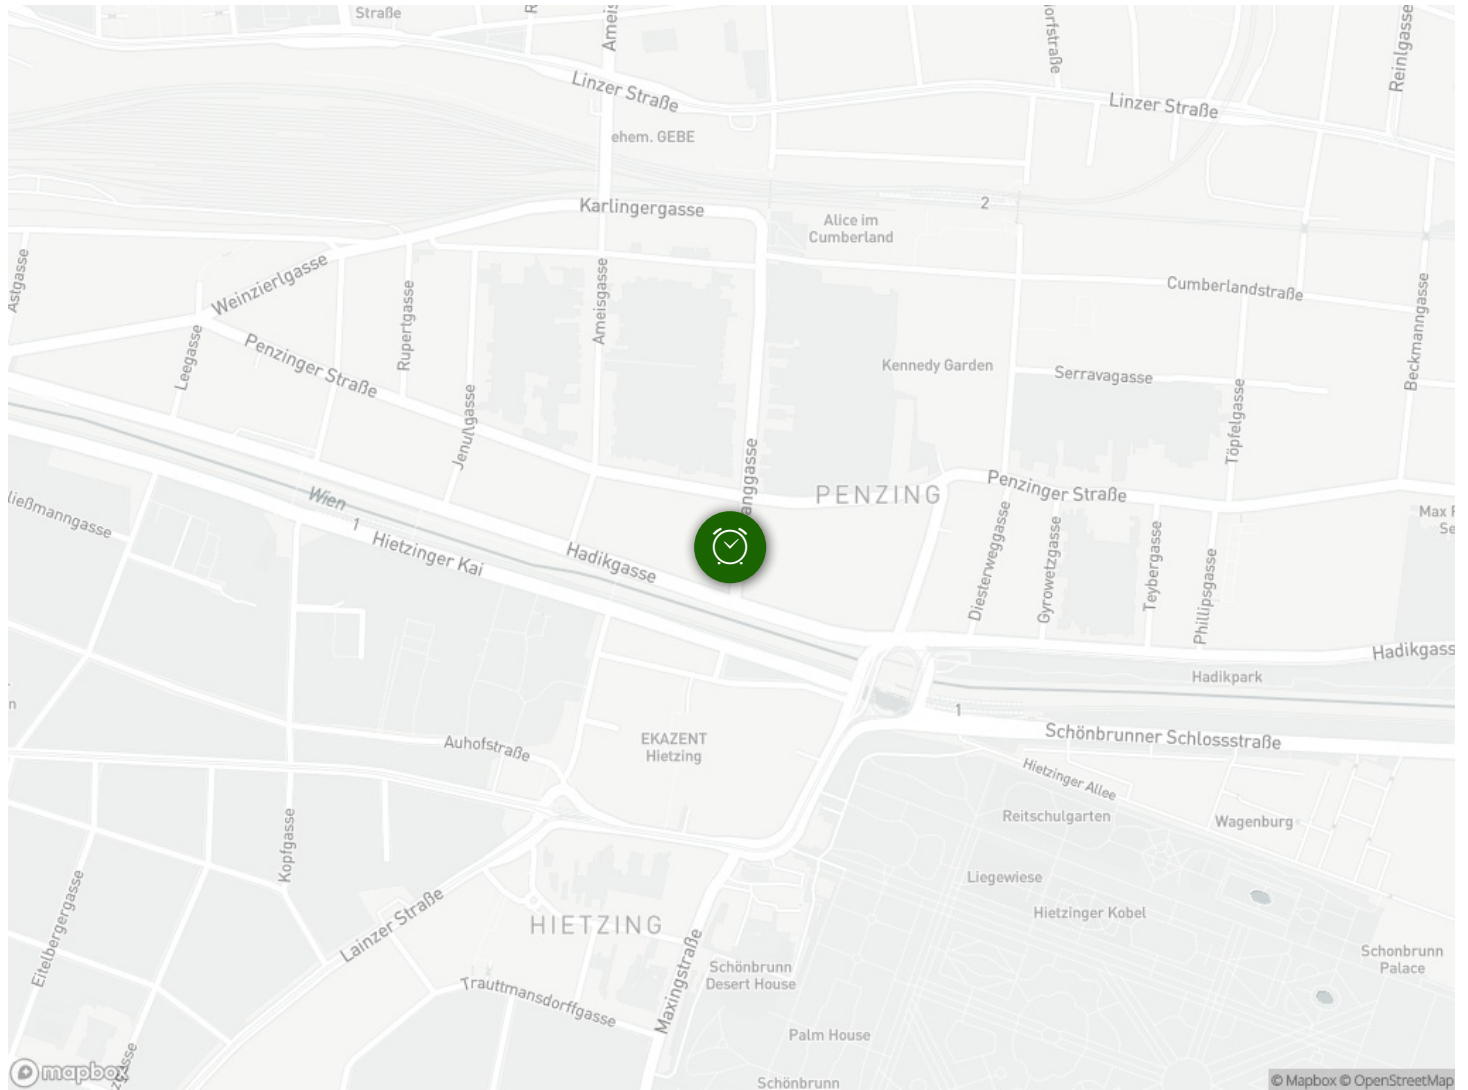 Straße
Linzer Straße
Linzer Straße
Reinlgasse
ehem. GEBE
Karlingergasse
2
Alice im
Cumberland
Weinzierlgasse
Astgasse
Ameisgasse
Cumberlandstraße
Rupertgasse
Leegasse
Penzinger Straße
Kennedy Garden
Serravagasse
Beckmanngasse
Jenullgasse
Töpfelgasse
PENZING
Penzinger Straße
Wien
1
Hietzinger Kai
Hadikgasse
Diesterweggasse
Gyrowetzgasse
Teybergasse
Phillipsgasse
Hadikgass
Hadikpark
1
Schönbrunner Schlossstraße
Auhofstraße
EKAZENT
Hietzing
Hietzinger Allee
Reitschulgarten
Wagenburg
Kopfgasse
Liegewiese
Hietzinger Kobel
Eitelbergergasse
Lainzer Straße
HIETZING
Maxingstraße
Schönbrunn
Desert House
Schonbrunn
Palace
Trauttmansdorffgasse
Palm House
Schönbrunn
mapbox
© Mapbox © OpenStreetMap